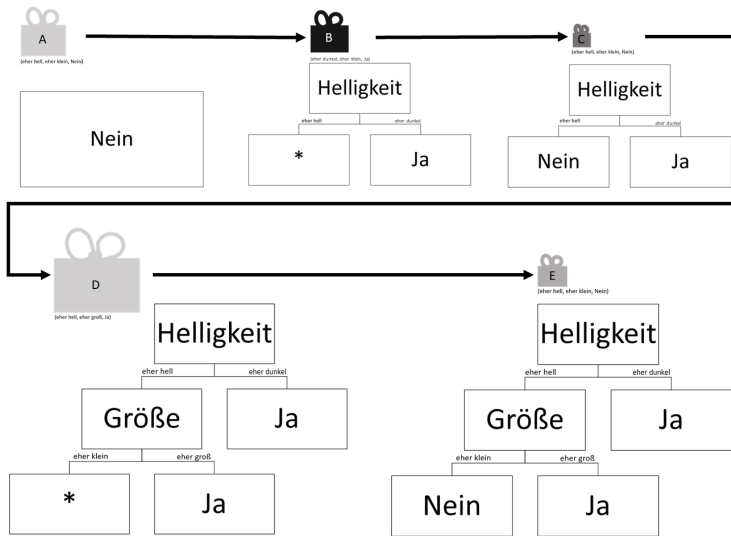 A
B
C
(eher hell, eher klein, Nein)
(eher dunkel, eher klein, Ja)
(eher hell, eher klein, Nein)
Nein
Helligkeit
eher hell
eher dunkel
*
Ja
Helligkeit
eher hell
eher dunkel
Nein
Ja
D
(eher hell, eher groß, Ja)
E
(eher hell, eher klein, Nein)
Helligkeit
eher hell
eher dunkel
Größe
Ja
eher klein
eher groß
*
Ja
Helligkeit
eher hell
eher dunkel
Größe
Ja
eher klein
eher groß
Nein
Ja